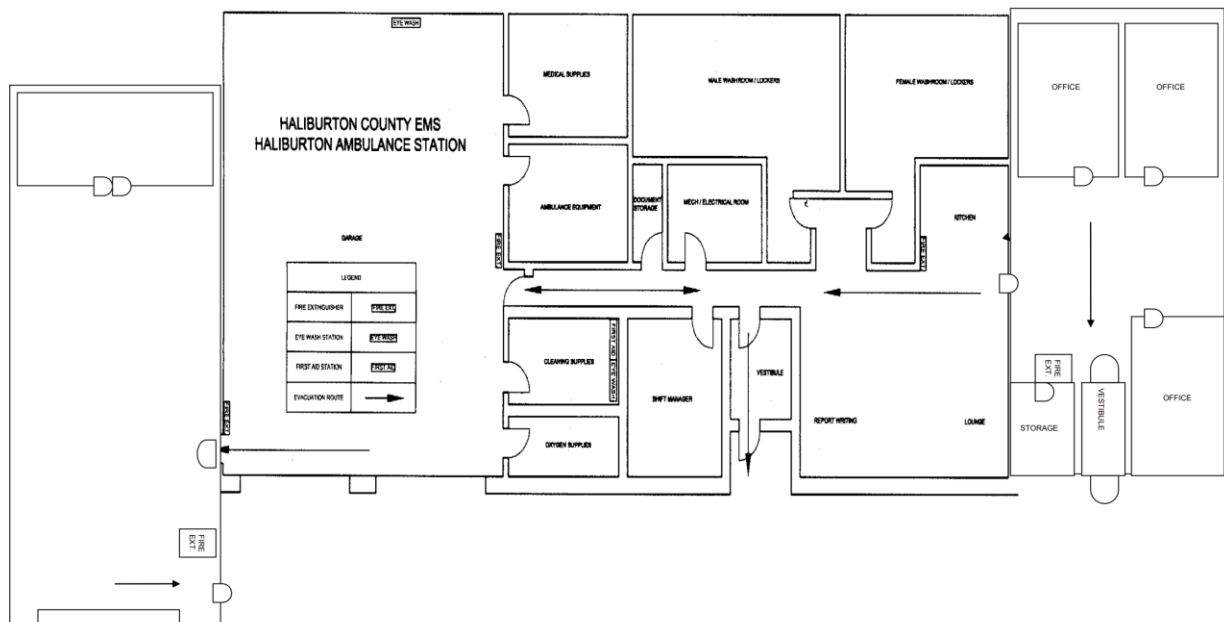 EYE WASH
MEDICAL SUPPLIES
MALE WASHROOM / LOCKERS
FEMALE WASHROOM / LOCKERS
OFFICE
OFFICE
HALIBURTON COUNTY EMS
HALIBURTON AMBULANCE STATION
AMBULANCE EQUIPMENT
DOCUMENT
STORAGE
MECH / ELECTRICAL ROOM
KITCHEN
GARAGE
FIRE EXT.
FIRE EXT.
LEGEND
FIRE EXTINGUISHER
FIRE EXT.
EYE WASH STATION
EYE WASH
FIRST AID STATION
FIRST AID
EVACUATION ROUTE
CLEANING SUPPLIES
FIRST AID
EYE WASH
SHIFT MANAGER
VESTIBULE
FIRE
EXT.
VESTIBULE
OFFICE
FIRE EXT.
REPORT WRITING
LOUNGE
STORAGE
OXYGEN SUPPLIES
FIRE
EXT.